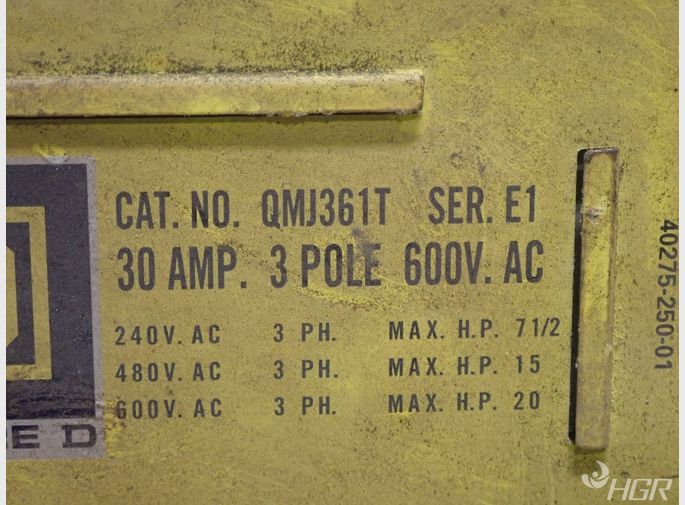 CAT. NO. QMJ361T SER. E1
30 AMP. 3 POLE 600V. AC
240V. AC 3 PH. MAX. H.P. 7 1/2
480V. AC 3 PH. MAX. H.P. 15
600V. AC 3 PH. MAX. H.P. 20
E D
40275-250-01
HGR